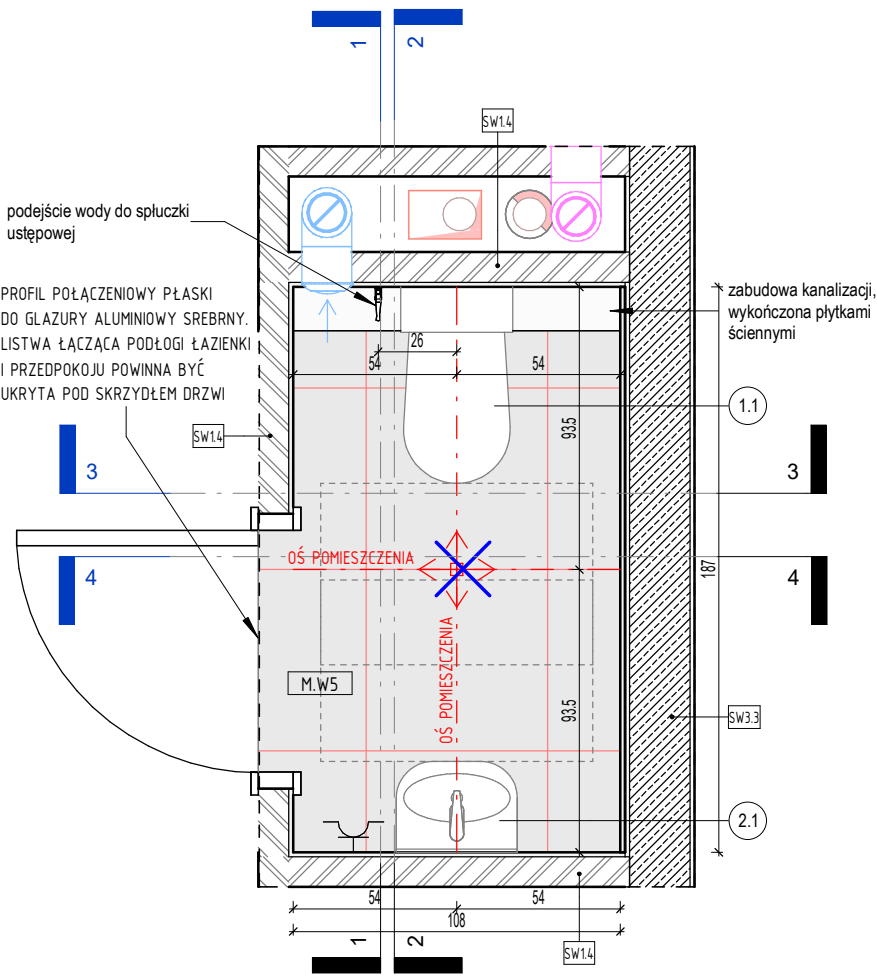 1
2
SW1.4
podejście wody do spłuczki
ustępowej
PROFIL POŁĄCZENIOWY PŁASKI
DO GLAZURY ALUMINIOWY SREBRNY.
LISTWA ŁĄCZĄCA PODŁOGI ŁAZIENKI
I PRZEDPOKOJU POWINNA BYĆ
UKRYTA POD SKRZYDŁEM DRZWI
zabudowa kanalizacji,
wykończona płytkami
ściennymi
26
54
54
1.1
93.5
SW1.4
3
3
OŚ POMIESZCZENIA
4
4
187
OŚ POMIESZCZENIA
M.W5
93.5
SW3.3
2.1
54
54
108
1
2
SW1.4